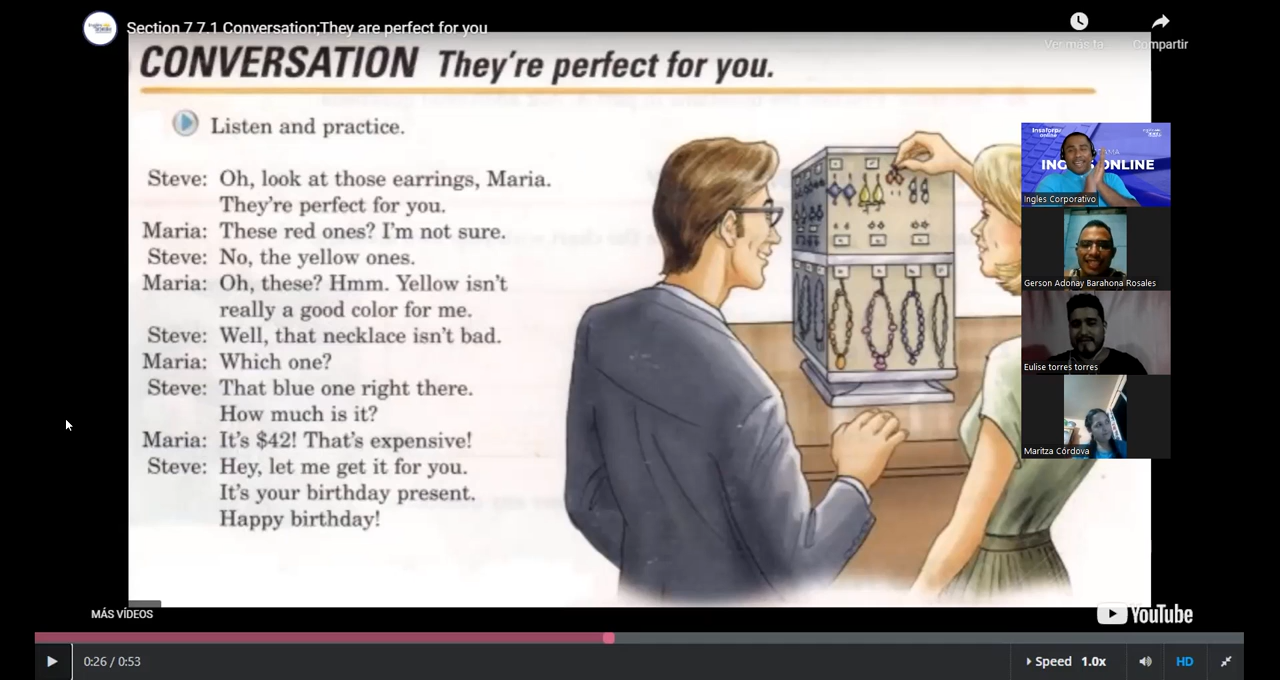 Section 7 7.1 Conversation;They are perfect for you
Ver más ta
Compartir
CONVERSATION They're perfect for you.
Listen and practice.
Steve: Oh, look at those earrings, Maria.
They're perfect for you.
Maria: These red ones? I'm not sure.
Steve: No, the yellow ones.
Maria: Oh, these? Hmm. Yellow isn't
really a good color for me.
Steve: Well, that necklace isn't bad.
Maria: Which one?
Steve: That blue one right there.
How much is it?
Maria: It's $42! That's expensive!
Steve: Hey, let me get it for you.
It's your birthday present.
Happy birthday!
Insaforp
online
INGLES ONLINE
Ingles Corporativo
Gerson Adonay Barahona Rosales
Eulise torres torres
Maritza Córdova
MÁS VÍDEOS
YouTube
0:26 / 0:53
Speed 1.0x
HD